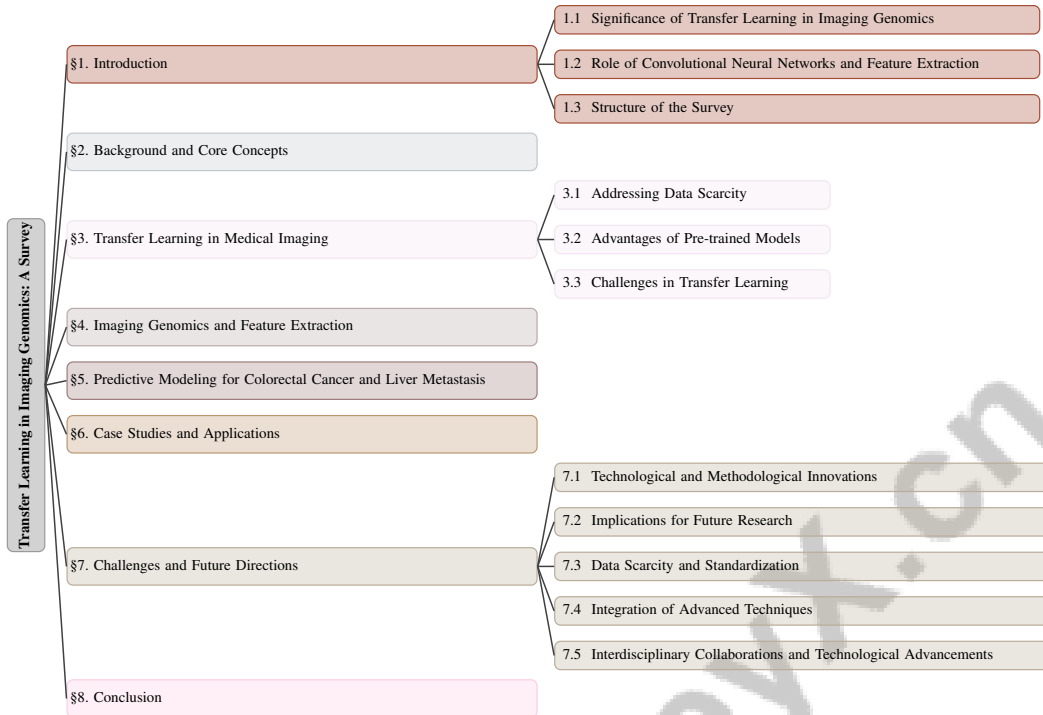 Transfer Learning in Imaging Genomics: A Survey
§1. Introduction
1.1 Significance of Transfer Learning in Imaging Genomics
1.2 Role of Convolutional Neural Networks and Feature Extraction
1.3 Structure of the Survey
§2. Background and Core Concepts
§3. Transfer Learning in Medical Imaging
3.1 Addressing Data Scarcity
3.2 Advantages of Pre-trained Models
3.3 Challenges in Transfer Learning
§4. Imaging Genomics and Feature Extraction
§5. Predictive Modeling for Colorectal Cancer and Liver Metastasis
§6. Case Studies and Applications
§7. Challenges and Future Directions
7.1 Technological and Methodological Innovations
7.2 Implications for Future Research
7.3 Data Scarcity and Standardization
7.4 Integration of Advanced Techniques
7.5 Interdisciplinary Collaborations and Technological Advancements
§8. Conclusion